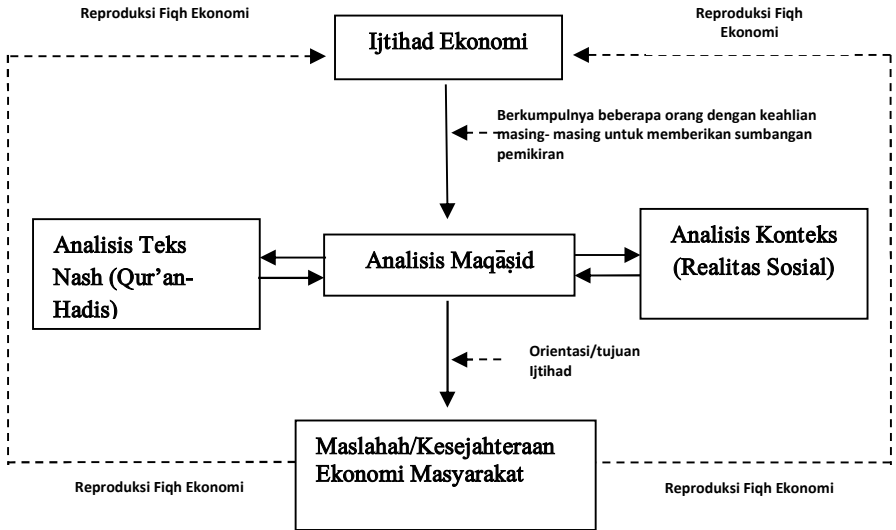 Reproduksi Fiqh Ekonomi
Reproduksi Fiqh
Ekonomi
Ijtihad Ekonomi
Berkumpulnya beberapa orang dengan keahlian
masing- masing untuk memberikan sumbangan
pemikiran
Analisis Teks
Nash (Qur’an-
Hadis)
Analisis Maqāṣid
Analisis Konteks
(Realitas Sosial)
Orientasi/tujuan
Ijtihad
Maslahah/Kesejahteraan
Ekonomi Masyarakat
Reproduksi Fiqh Ekonomi
Reproduksi Fiqh Ekonomi